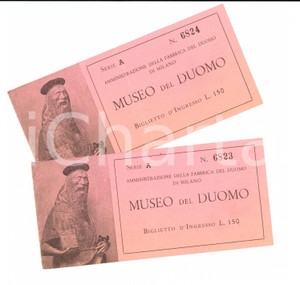 SERIE A N. 6824
AMMINISTRAZIONE DELLA FABBRICA DEL DUOMO
DI MILANO
MUSEO DEL DUOMO
BIGLIETTO D'INGRESSO L. 150
SERIE A N. 6823
AMMINISTRAZIONE DELLA FABBRICA DEL DUOMO
DI MILANO
MUSEO DEL DUOMO
BIGLIETTO D'INGRESSO L. 150
iCharta